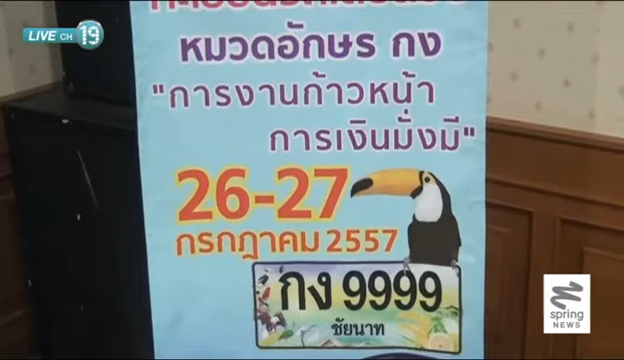 LIVE CH 19
หมวดอักษร กง
"การงานก้าวหน้า
การเงินมั่งมี"
26-27
กรกฎาคม 2557
กง 9999
ชัยนาท
spring
NEWS